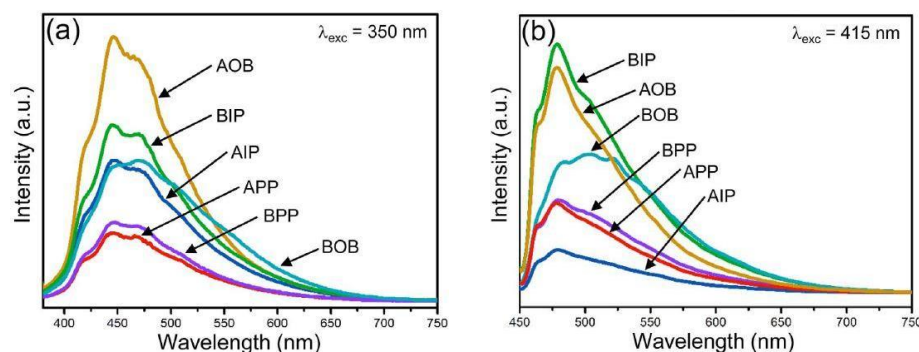 (a)
λexc = 350 nm
AOB
BIP
AIP
APP
BPP
BOB
Intensity (a.u.)
400 450 500 550 600 650 700 750
Wavelength (nm)
(b)
λexc = 415 nm
BIP
AOB
BOB
BPP
APP
AIP
Intensity (a.u.)
450 500 550 600 650 700 750
Wavelength (nm)